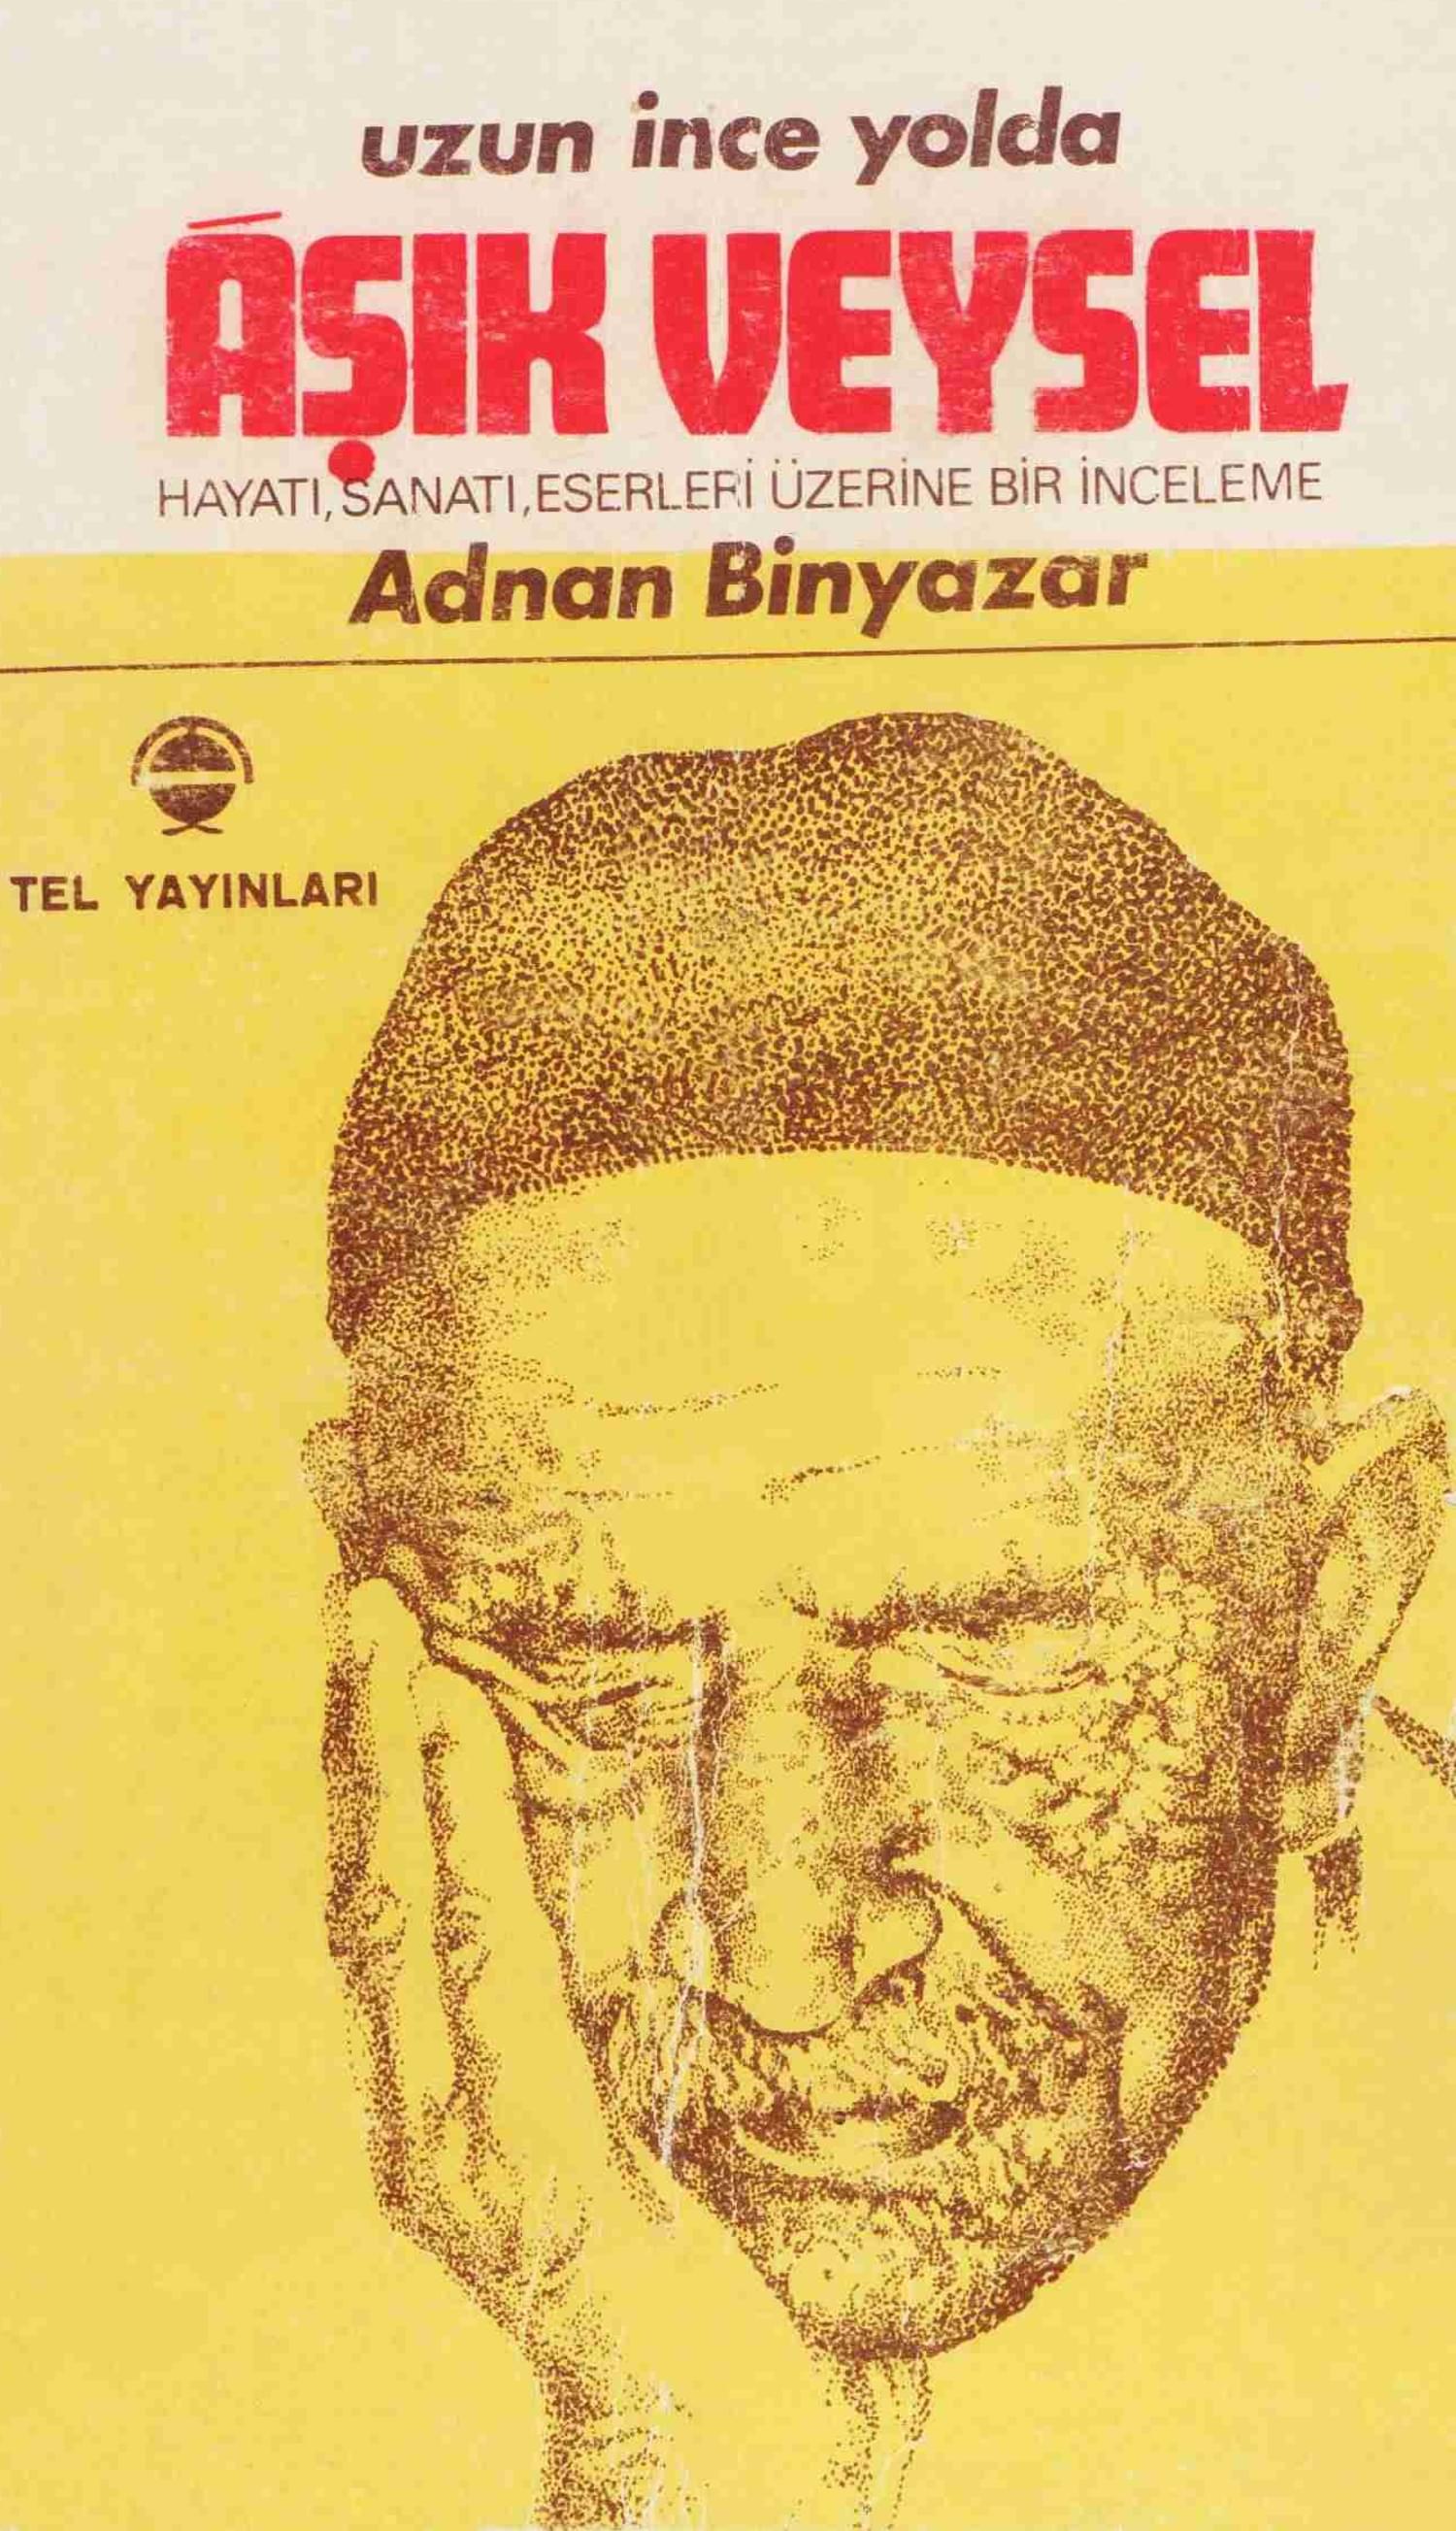 uzun ince yolda
ÂŞIK VEYSEL
HAYATI, SANATI, ESERLERİ ÜZERİNE BİR İNCELEME
Adnan Binyazar
TEL YAYINLARI